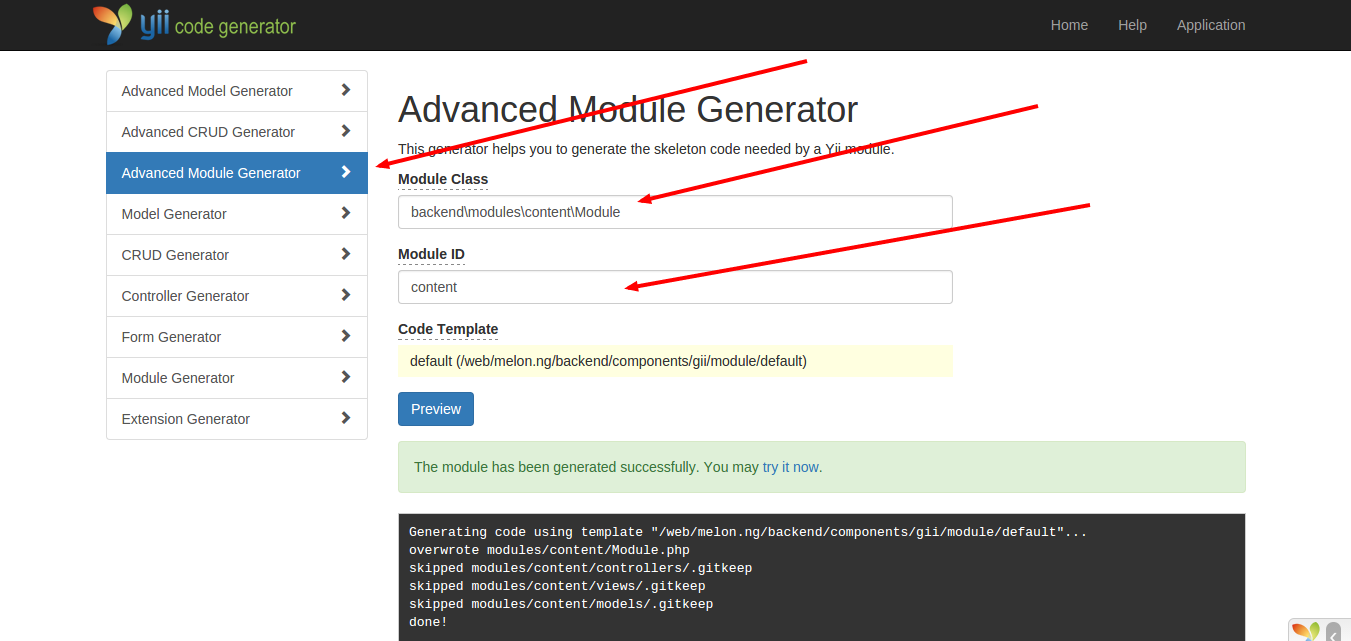 yii code generator
Home Help Application
Advanced Model Generator
Advanced CRUD Generator
Advanced Module Generator
Model Generator
CRUD Generator
Controller Generator
Form Generator
Module Generator
Extension Generator
Advanced Module Generator
This generator helps you to generate the skeleton code needed by a Yii module.
Module Class
backend\modules\content\Module
Module ID
content
Code Template
default (/web/melon.ng/backend/components/gii/module/default)
Preview
The module has been generated successfully. You may try it now.
Generating code using template "/web/melon.ng/backend/components/gii/module/default"...
overwrote modules/content/Module.php
skipped modules/content/controllers/.gitkeep
skipped modules/content/views/.gitkeep
skipped modules/content/models/.gitkeep
done!